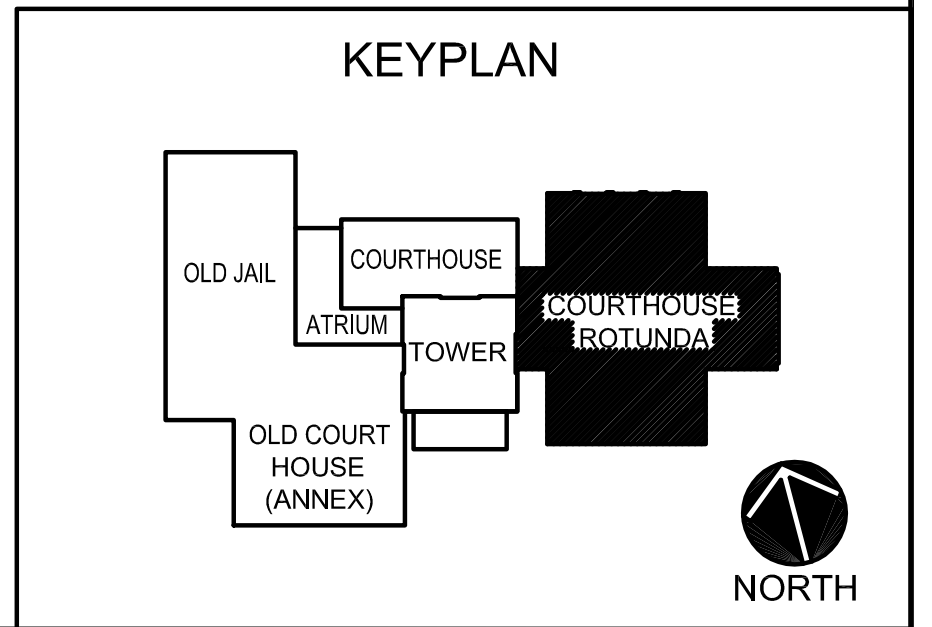 KEYPLAN
OLD JAIL
COURTHOUSE
ATRIUM
TOWER
COURTHOUSE
ROTUNDA
OLD COURT
HOUSE
(ANNEX)
NORTH